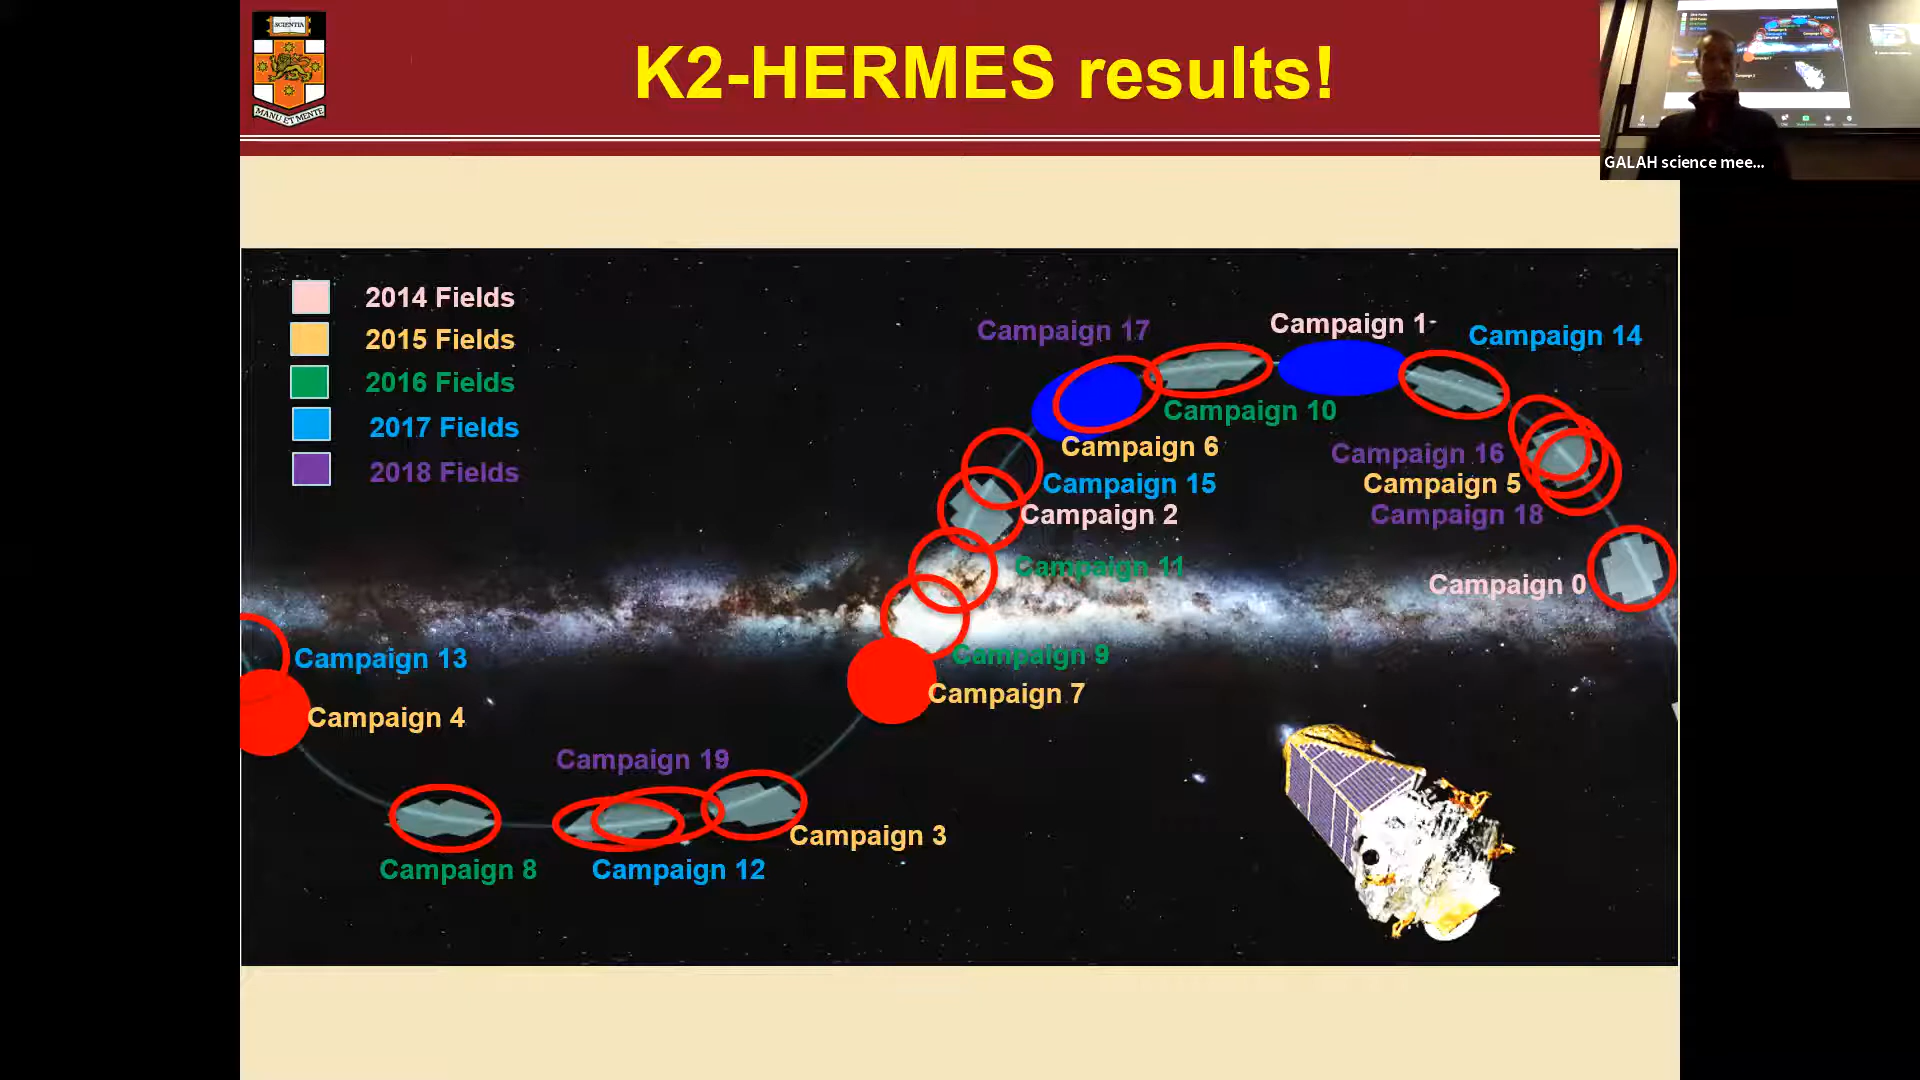 SCIENTIA
MANU ET MENTE
K2-HERMES results!
GALAH science mee...
2014 Fields
2015 Fields
2016 Fields
2017 Fields
2018 Fields
Campaign 17
Campaign 1
Campaign 14
Campaign 10
Campaign 6
Campaign 16
Campaign 15
Campaign 5
Campaign 2
Campaign 18
Campaign 11
Campaign 0
Campaign 13
Campaign 9
Campaign 7
Campaign 4
Campaign 19
Campaign 3
Campaign 8
Campaign 12